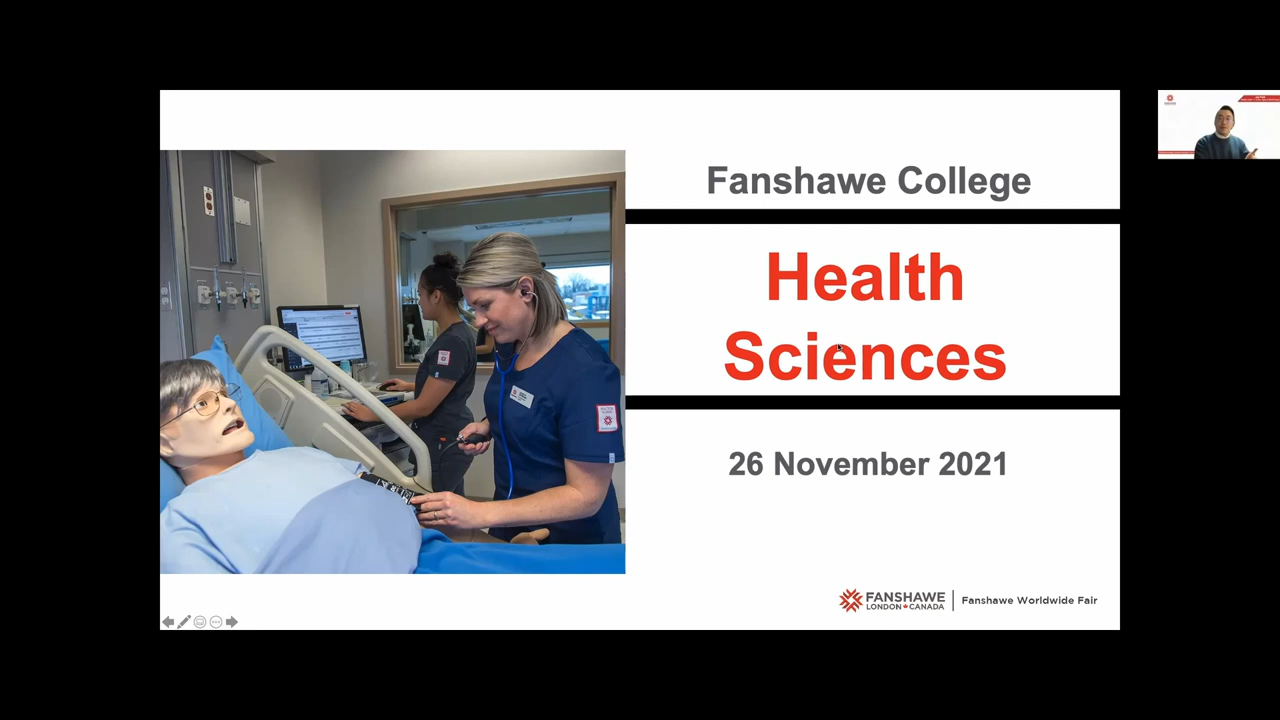 Fanshawe College
Health
Sciences
26 November 2021
FANSHAWE
LONDON CANADA
Fanshawe Worldwide Fair